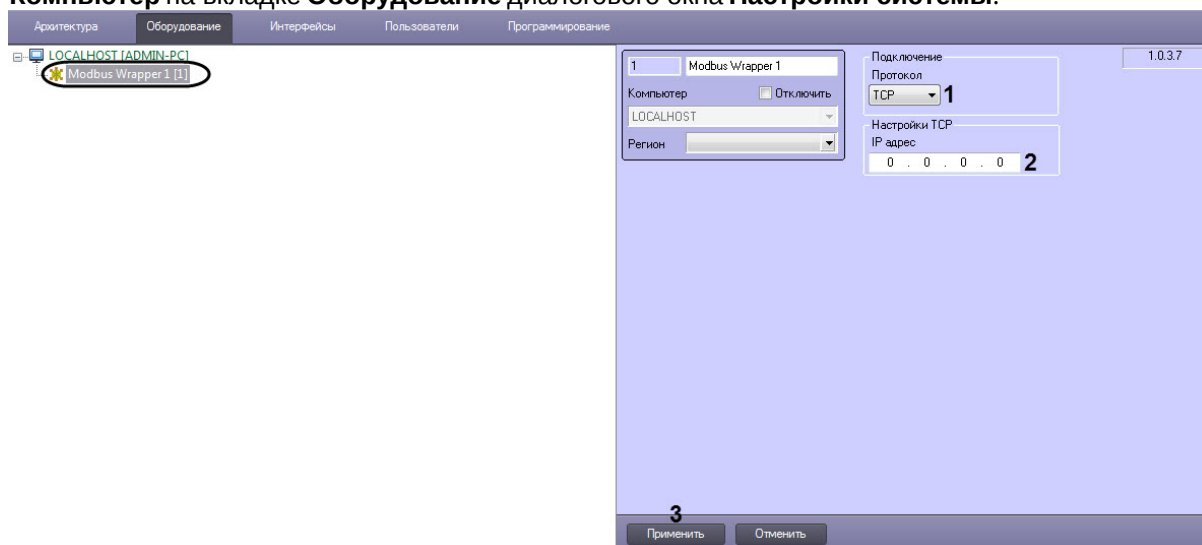 Компьютер на вкладке Оборудование диалогового окна Настройки системы.
Архитектура Оборудование Интерфейсы Пользователи Программирование
LOCALHOST [ADMIN-PC]
Modbus Wrapper 1 [1]
1 Modbus Wrapper 1
Компьютер Отключить
LOCALHOST
Регион
Подключение
Протокол
TCP 1
Настройки TCP
IP адрес
0 . 0 . 0 . 0 2
1.0.3.7
3
Применить Отменить